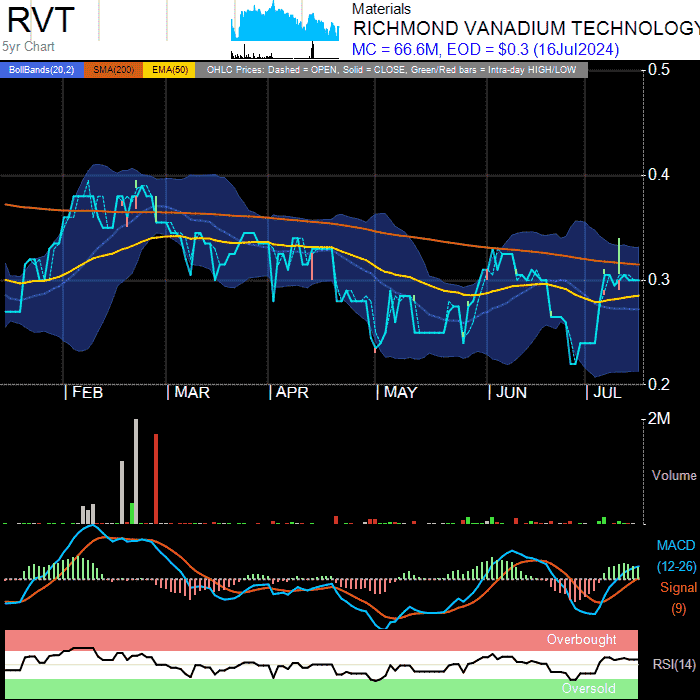 RVT
5yr Chart
Materials
RICHMOND VANADIUM TECHNOLOGY
MC = 66.6M, EOD = $0.3 (16Jul2024)
BollBands(20,2) SMA(200) EMA(50) OHLC Prices: Dashed = OPEN, Solid = CLOSE, Green/Red bars = Intra-day HIGH/LOW
0.5
0.4
0.3
0.2
FEB MAR APR MAY JUN JUL
2M
Volume
MACD
(12-26)
Signal
(9)
Overbought
RSI(14)
Oversold